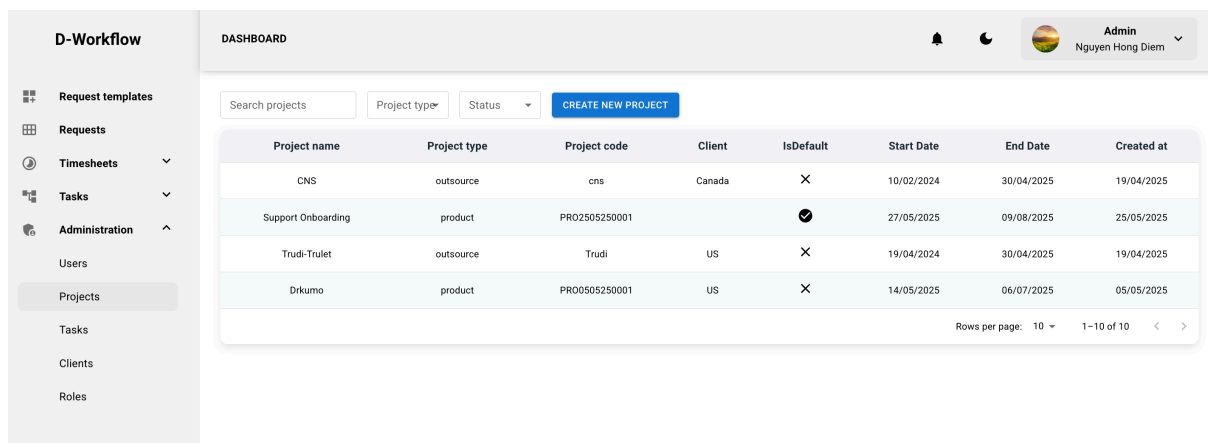 D-Workflow
DASHBOARD
Admin
Nguyen Hong Diem
Request templates
Requests
Timesheets
Tasks
Administration
Users
Projects
Tasks
Clients
Roles
Search projects Project type Status CREATE NEW PROJECT
Project name Project type Project code Client IsDefault Start Date End Date Created at
CNS outsource cns Canada 10/02/2024 30/04/2025 19/04/2025
Support Onboarding product PRO2505250001 27/05/2025 09/08/2025 25/05/2025
Trudi-Trulet outsource Trudi US 19/04/2024 30/04/2025 19/04/2025
Drkumo product PRO0505250001 US 14/05/2025 06/07/2025 05/05/2025
Rows per page: 10 1–10 of 10